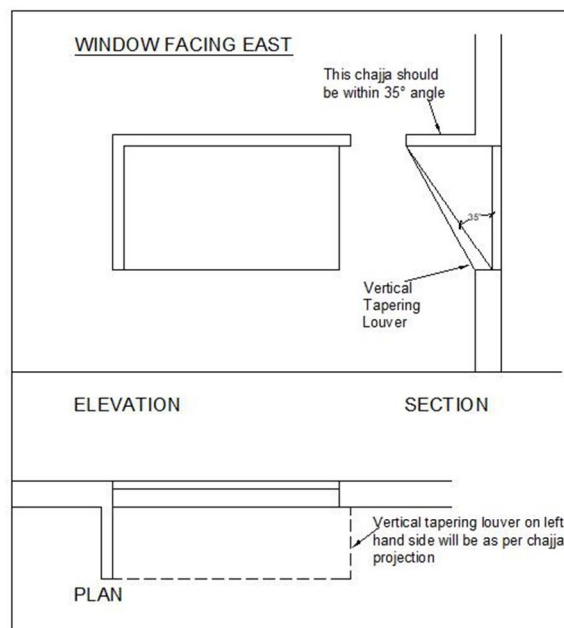 WINDOW FACING EAST
This chajja should
be within 35° angle
35°
Vertical
Tapering
Louver
ELEVATION
SECTION
Vertical tapering louver on left
hand side will be as per chajja
projection
PLAN